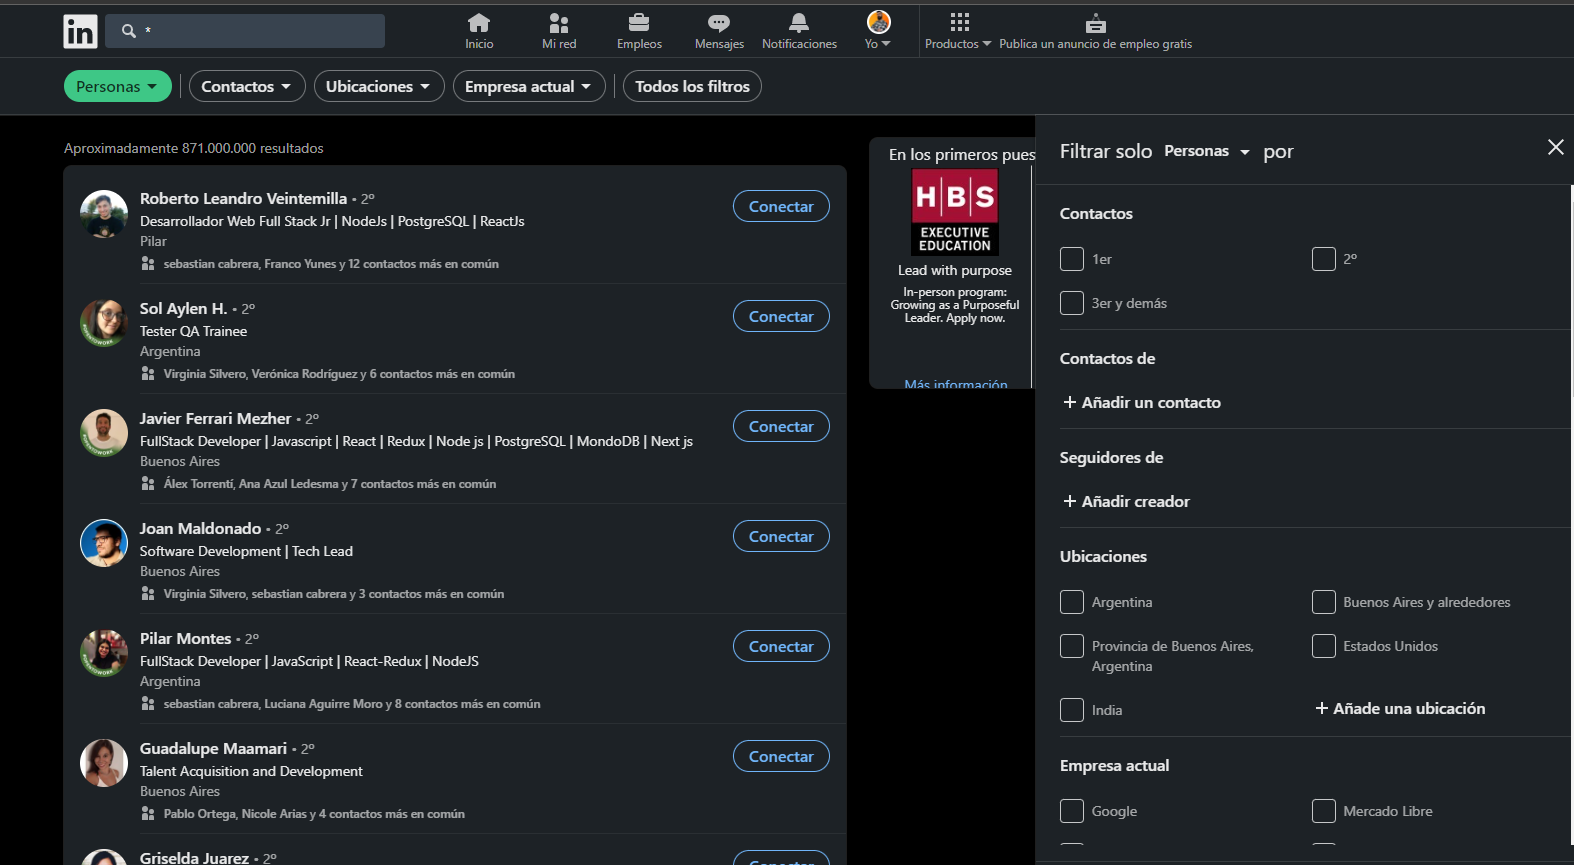 in
*
Inicio
Mi red
Empleos
Mensajes
Notificaciones
Yo
Productos
Publica un anuncio de empleo gratis
Personas
Contactos
Ubicaciones
Empresa actual
Todos los filtros
Aproximadamente 871.000.000 resultados
Roberto Leandro Veintemilla • 2º
Desarrollador Web Full Stack Jr | NodeJs | PostgreSQL | ReactJs
Pilar
sebastian cabrera, Franco Yunes y 12 contactos más en común
Conectar
Sol Aylen H. • 2º
Tester QA Trainee
Argentina
Virginia Silvero, Verónica Rodríguez y 6 contactos más en común
Conectar
Javier Ferrari Mezher • 2º
FullStack Developer | Javascript | React | Redux | Node js | PostgreSQL | MondoDB | Next js
Buenos Aires
Álex Torrentí, Ana Azul Ledesma y 7 contactos más en común
Conectar
Joan Maldonado • 2º
Software Development | Tech Lead
Buenos Aires
Virginia Silvero, sebastian cabrera y 3 contactos más en común
Conectar
Pilar Montes • 2º
FullStack Developer | JavaScript | React-Redux | NodeJS
Argentina
sebastian cabrera, Luciana Aguirre Moro y 8 contactos más en común
Conectar
Guadalupe Maamari • 2º
Talent Acquisition and Development
Buenos Aires
Pablo Ortega, Nicole Arias y 4 contactos más en común
Conectar
Griselda Juarez • 2º
Conectar
En los primeros pues
H|B|S
EXECUTIVE
EDUCATION
Lead with purpose
In-person program:
Growing as a Purposeful
Leader. Apply now.
Más información
Filtrar solo Personas por
Contactos
1er
2º
3er y demás
Contactos de
+ Añadir un contacto
Seguidores de
+ Añadir creador
Ubicaciones
Argentina
Buenos Aires y alrededores
Provincia de Buenos Aires,
Argentina
Estados Unidos
India
+ Añade una ubicación
Empresa actual
Google
Mercado Libre